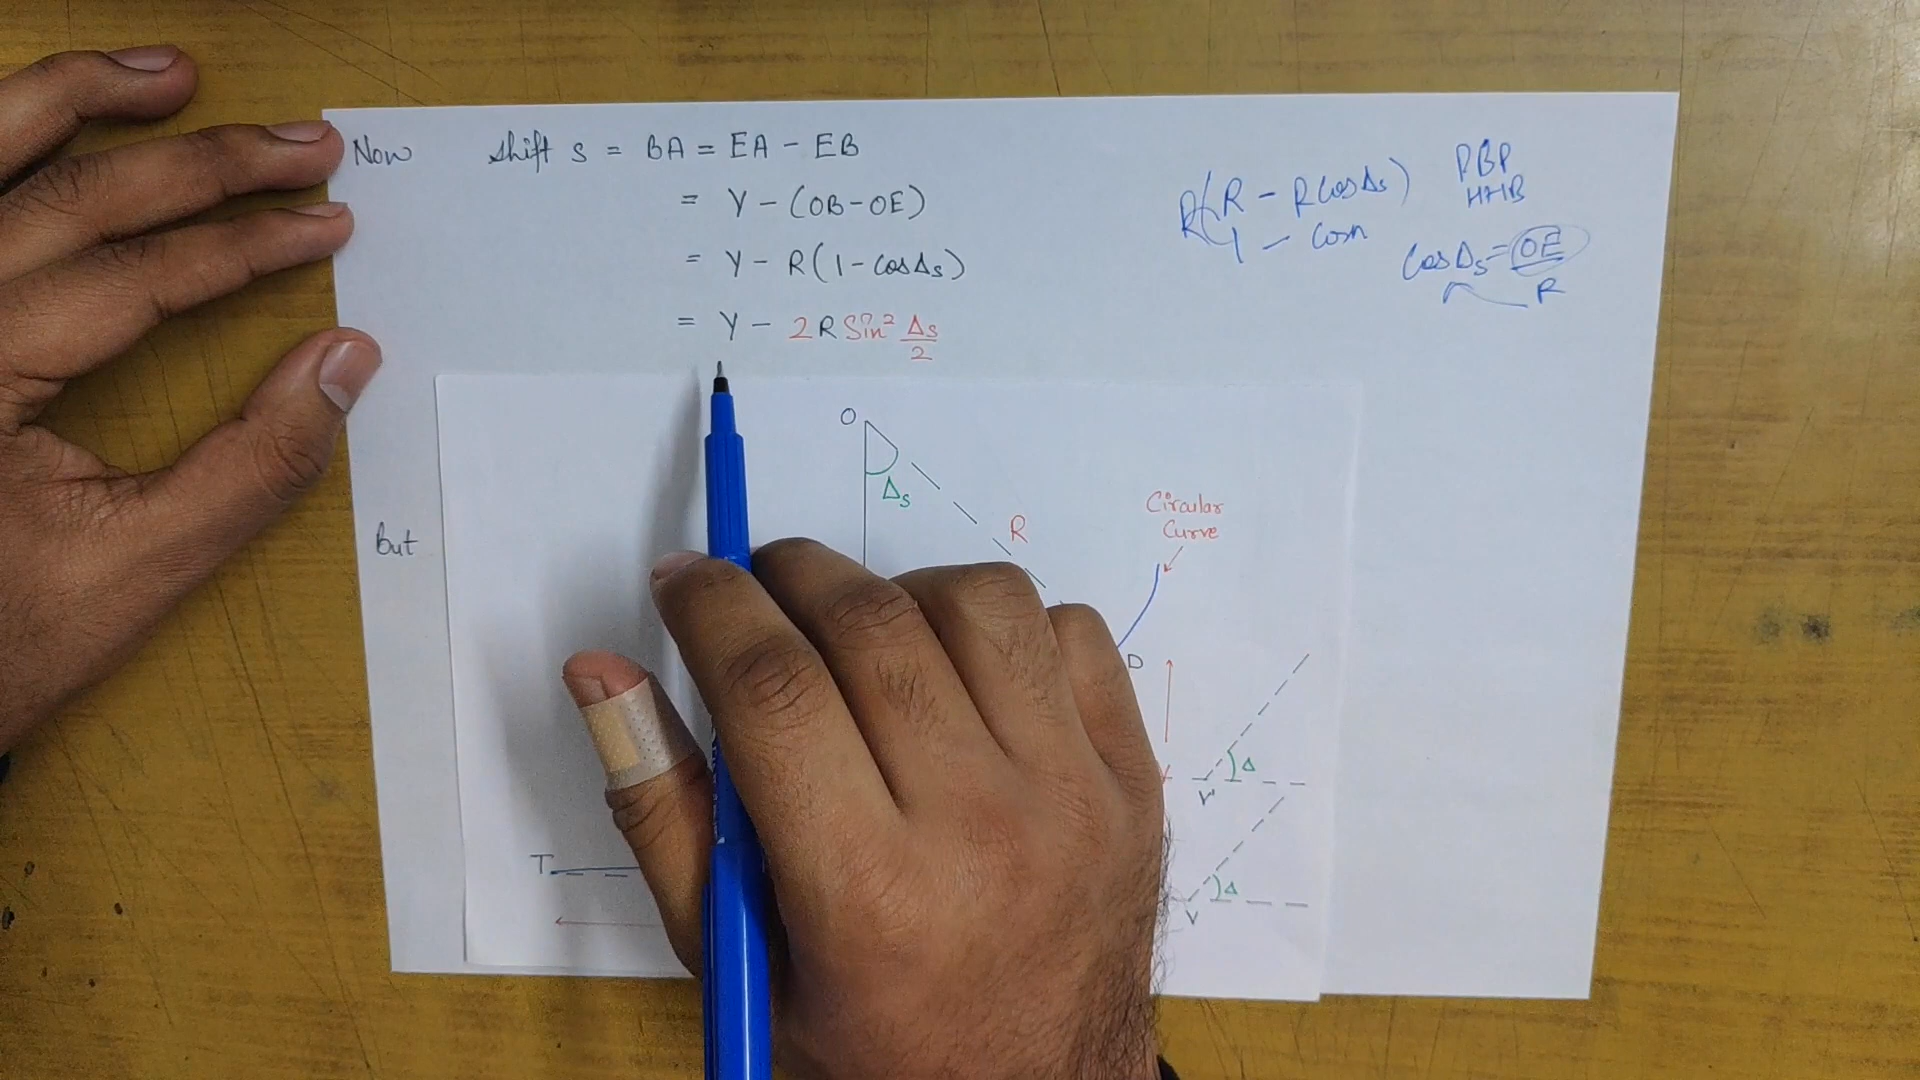 Now Shift S = BA = EA - EB
= Y - (OB-OE)
= Y - R(1-cosΔs)
= Y - 2R Sin² Δs/2
R(R - RcosΔs)
1 - Cosn
PBP
HHB
CosΔs = OE/R
But
O
Δs
R
Circular
Curve
D
Δ
V'
T
Δ
V